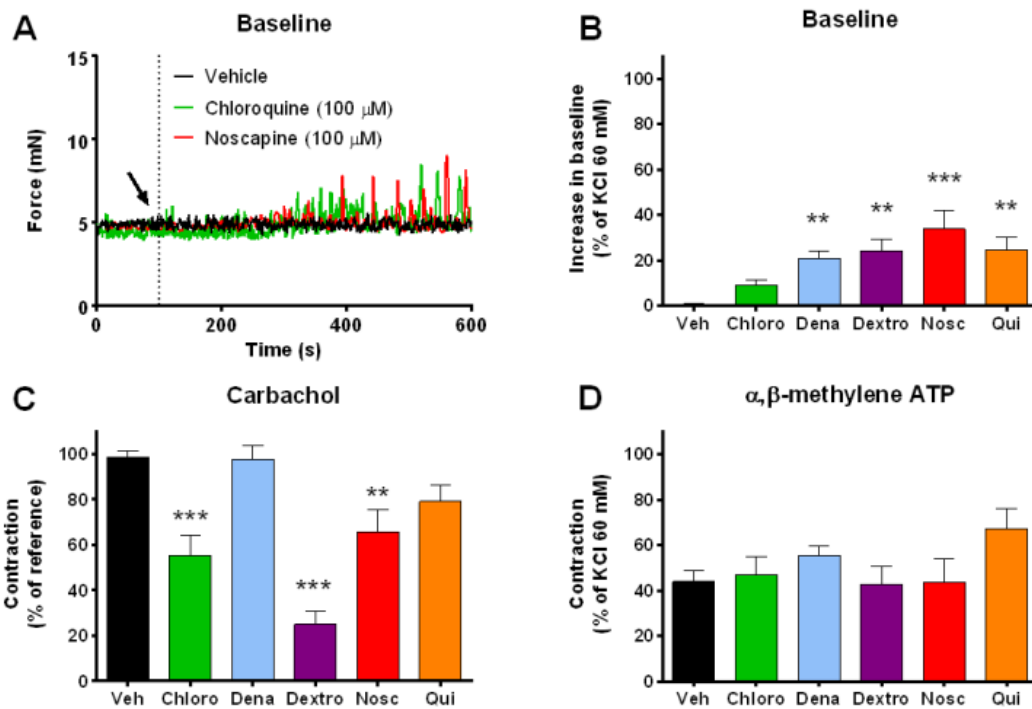 A
Baseline
15
10
5
0
Force (mN)
Vehicle
Chloroquine (100 μM)
Noscapine (100 μM)
0
200
400
600
Time (s)
B
Baseline
100
80
60
40
20
0
Increase in baseline
(% of KCl 60 mM)
**
**
***
**
Veh
Chloro
Dena
Dextro
Nosc
Qui
C
Carbachol
100
80
60
40
20
0
Contraction
(% of reference)
***
***
**
Veh
Chloro
Dena
Dextro
Nosc
Qui
D
α,β-methylene ATP
100
80
60
40
20
0
Contraction
(% of KCl 60 mM)
Veh
Chloro
Dena
Dextro
Nosc
Qui